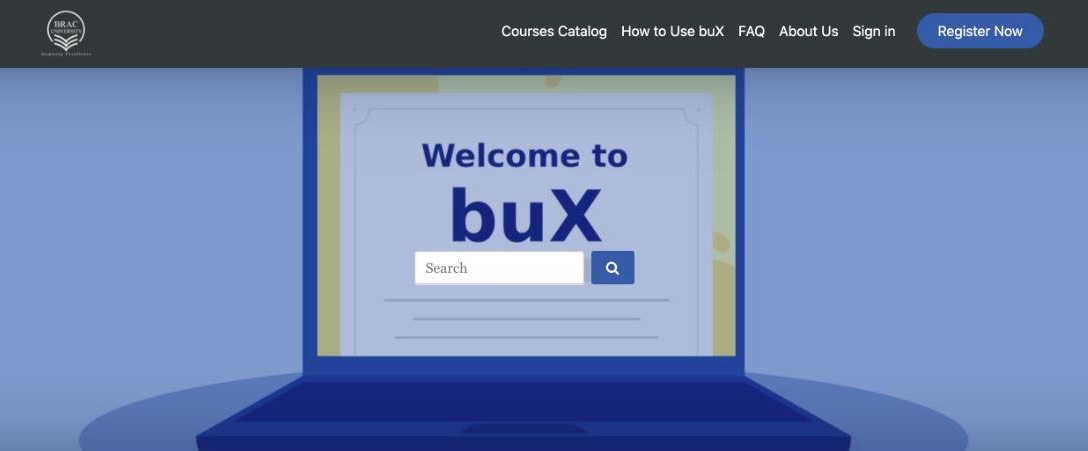 BRAC
UNIVERSITY
Inspiring Excellence
Courses Catalog How to Use buX FAQ About Us Sign in Register Now
Welcome to
buX
Search